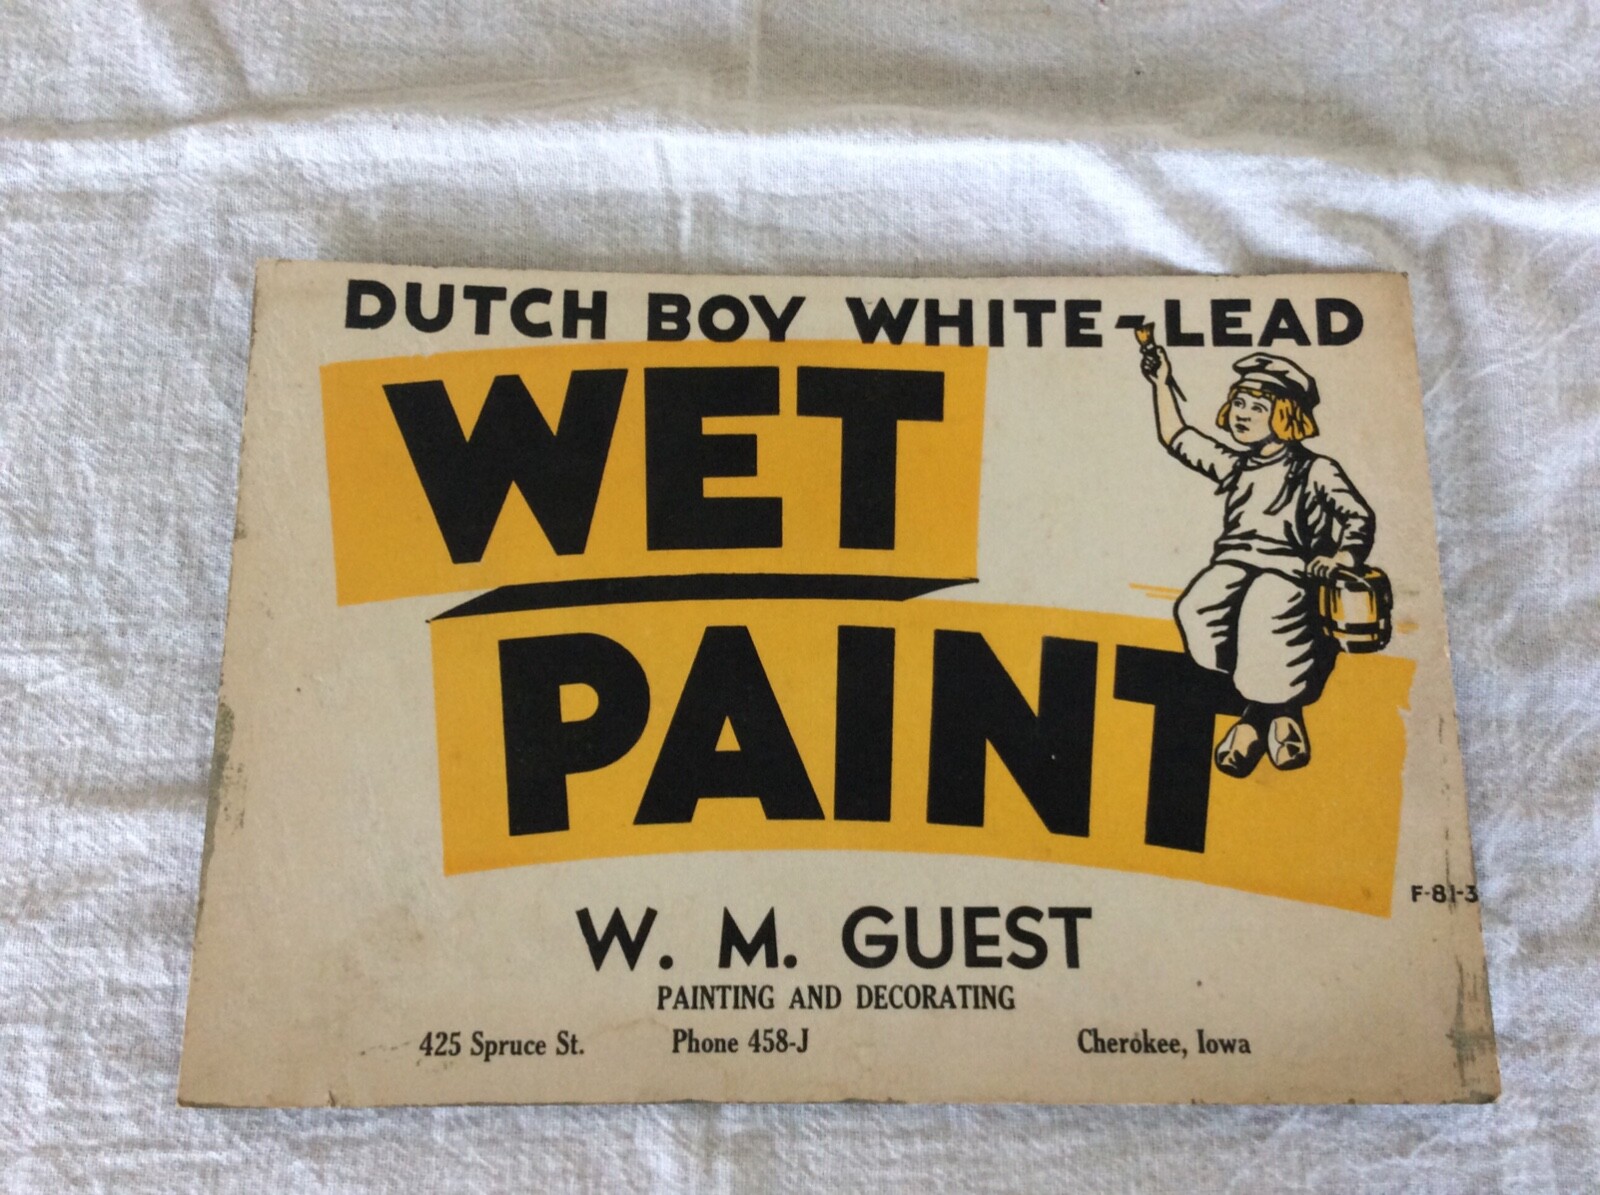 DUTCH BOY WHITE-LEAD
WET
PAINT
F-81-3
W. M. GUEST
PAINTING AND DECORATING
425 Spruce St. Phone 458-J Cherokee, Iowa